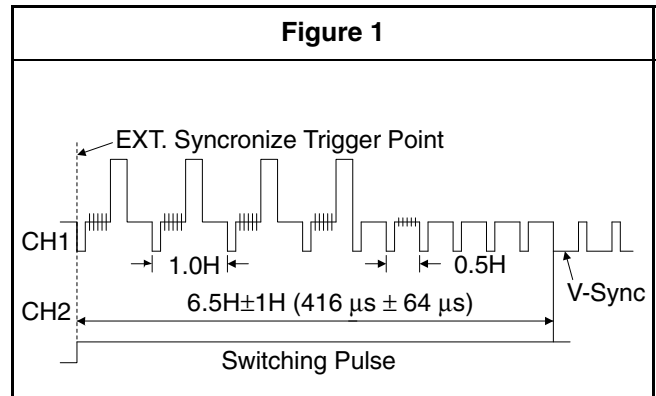 Figure 1
EXT. Syncronize Trigger Point
CH1
1.0H
0.5H
V-Sync
CH2
6.5H±1H (416 μs ± 64 μs)
Switching Pulse